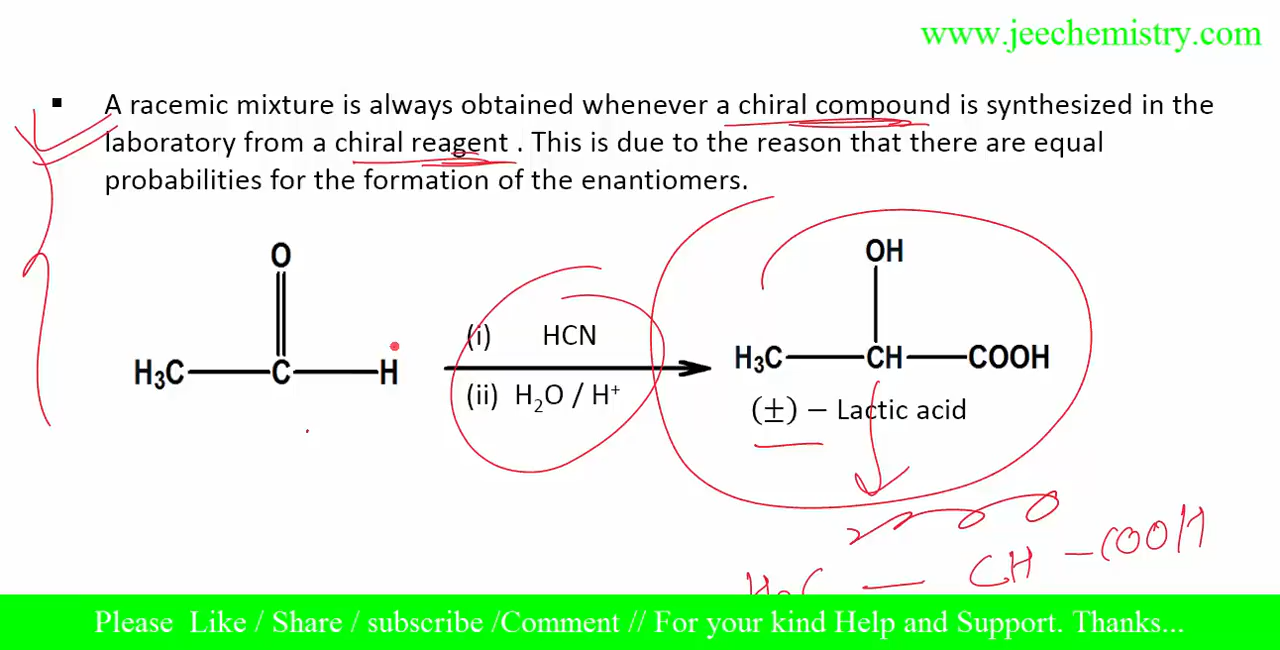 www.jeechemistry.com
▪ A racemic mixture is always obtained whenever a chiral compound is synthesized in the
laboratory from a chiral reagent . This is due to the reason that there are equal
probabilities for the formation of the enantiomers.
O
H₃C—C—H
(i) HCN
(ii) H₂O / H⁺
OH
H₃C—CH—COOH
(±) – Lactic acid
H₃C — CH — COOH
Please Like / Share / subscribe /Comment // For your kind Help and Support. Thanks...